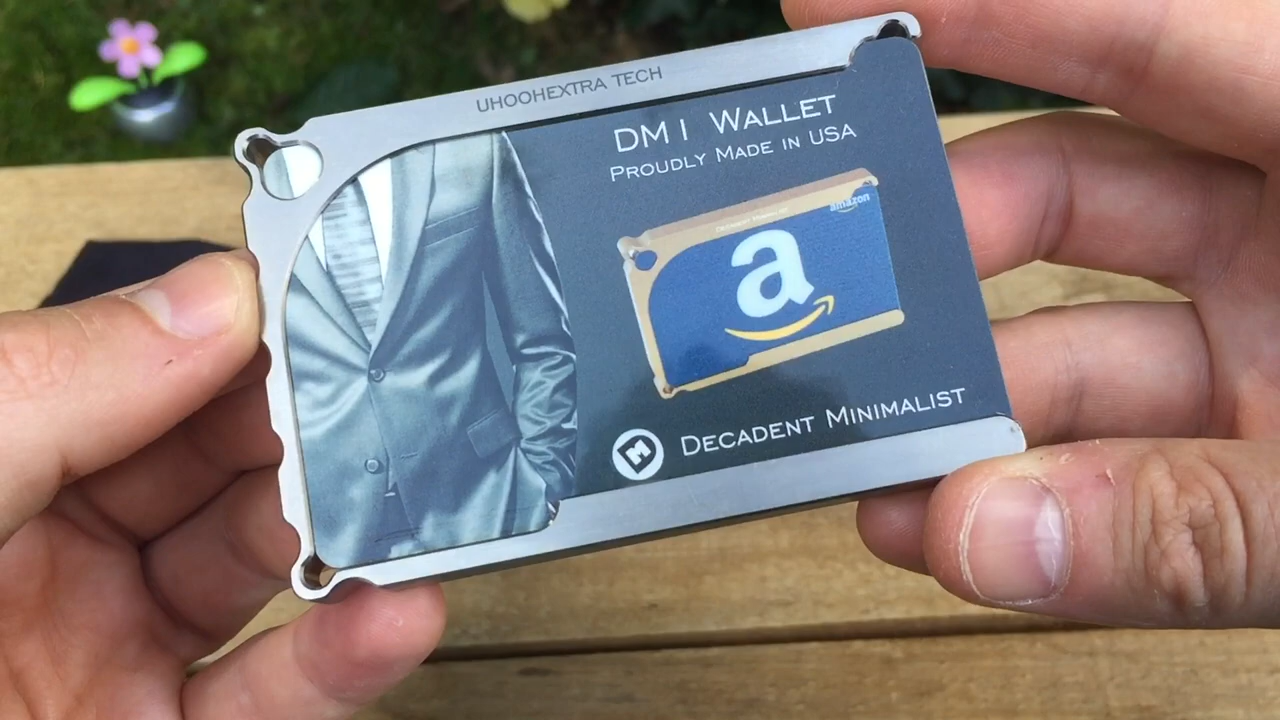 UHOOHEXTRA TECH
DM1 WALLET
PROUDLY MADE IN USA
amazon
a
DECADENT MINIMALIST